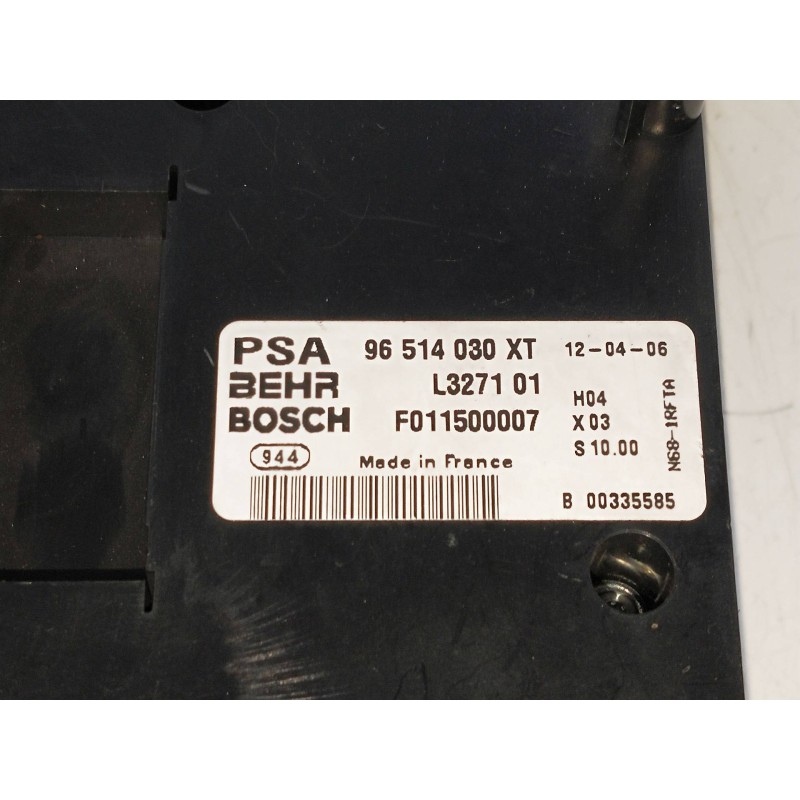 PSA 96 514 030 XT 12-04-06
BEHR L3271 01 H04
BOSCH F011500007 X 03
944 Made in France S 10.00
B 00335585
N68-1RFTA